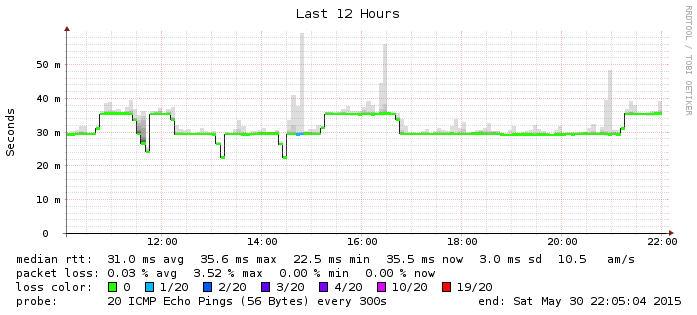 Last 12 Hours
RRDTOOL / TOBI OETIKER
Seconds
50 m
40 m
30 m
20 m
10 m
0
12:00 14:00 16:00 18:00 20:00 22:00
median rtt: 31.0 ms avg 35.6 ms max 22.5 ms min 35.5 ms now 3.0 ms sd 10.5 am/s
packet loss: 0.03 % avg 3.52 % max 0.00 % min 0.00 % now
loss color: 0 1/20 2/20 3/20 4/20 10/20 19/20
probe: 20 ICMP Echo Pings (56 Bytes) every 300s end: Sat May 30 22:05:04 2015